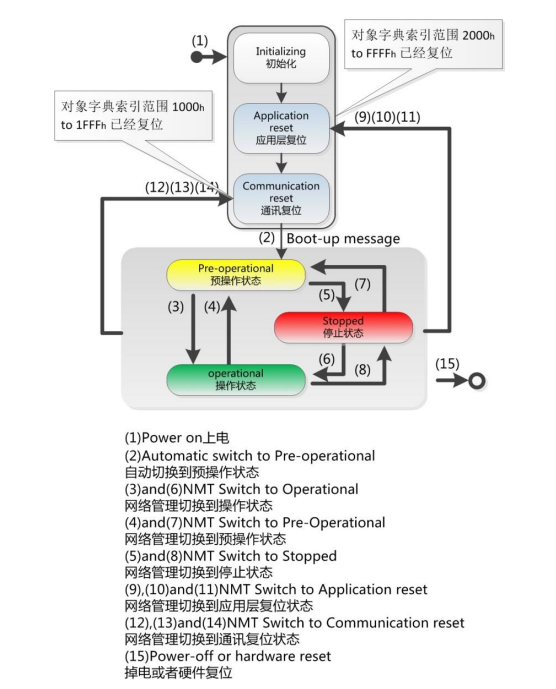 (1)
Initializing
初始化
对象字典索引范围 2000h
to FFFFh 已经复位
对象字典索引范围 1000h
to 1FFFh 已经复位
Application
reset
应用层复位
(9)(10)(11)
(12)(13)(14)
Communication
reset
通讯复位
(2)
Boot-up message
Pre-operational
预操作状态
(7)
(5)
(3)
(4)
Stopped
停止状态
(6)
(8)
(15)
operational
操作状态
(1)Power on上电
(2)Automatic switch to Pre-operational
自动切换到预操作状态
(3)and(6)NMT Switch to Operational
网络管理切换到操作状态
(4)and(7)NMT Switch to Pre-Operational
网络管理切换到预操作状态
(5)and(8)NMT Switch to Stopped
网络管理切换到停止状态
(9),(10)and(11)NMT Switch to Application reset
网络管理切换到应用层复位状态
(12),(13)and(14)NMT Switch to Communication reset
网络管理切换到通讯复位状态
(15)Power-off or hardware reset
掉电或者硬件复位